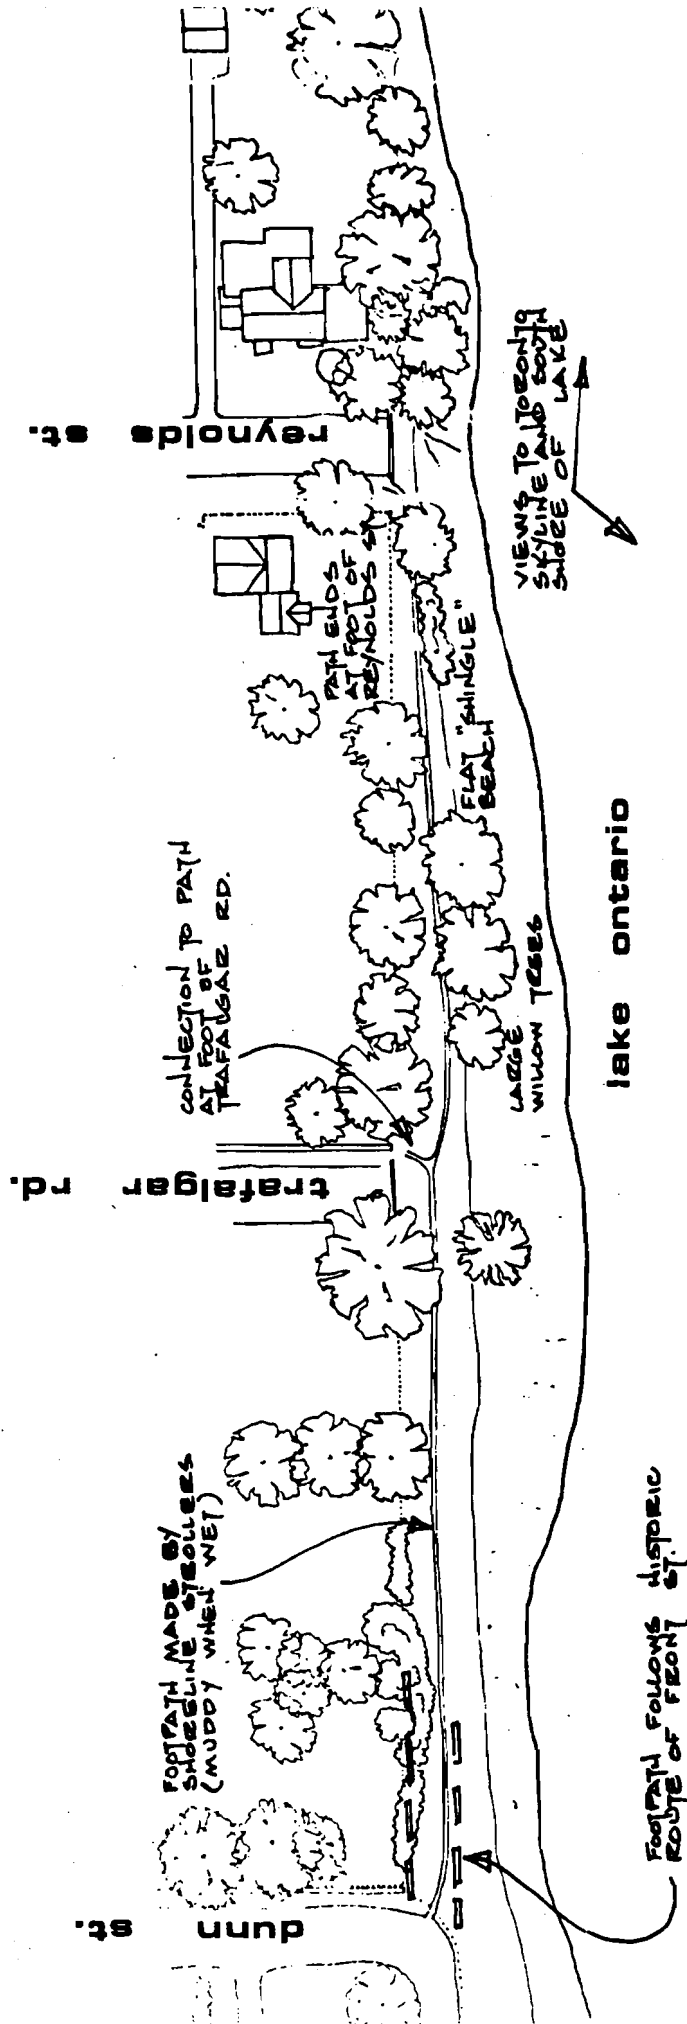 reynolds st.
VIEWS TO TORONTO
SKYLINE AND SOUTH
SHORE OF LAKE
PATH ENDS
AT FOOT OF
REYNOLDS ST
FLAT "SHINGLE"
BEACH
CONNECTION TO PATH
AT FOOT OF
TRAFALGAR RD.
LARGE
WILLOW TREES
lake ontario
trafalgar rd.
FOOTPATH MADE BY
SHORELINE STROLLERS
(MUDDY WHEN WET)
FOOTPATH FOLLOWS HISTORIC
ROUTE OF FRONT ST.
dunn st.